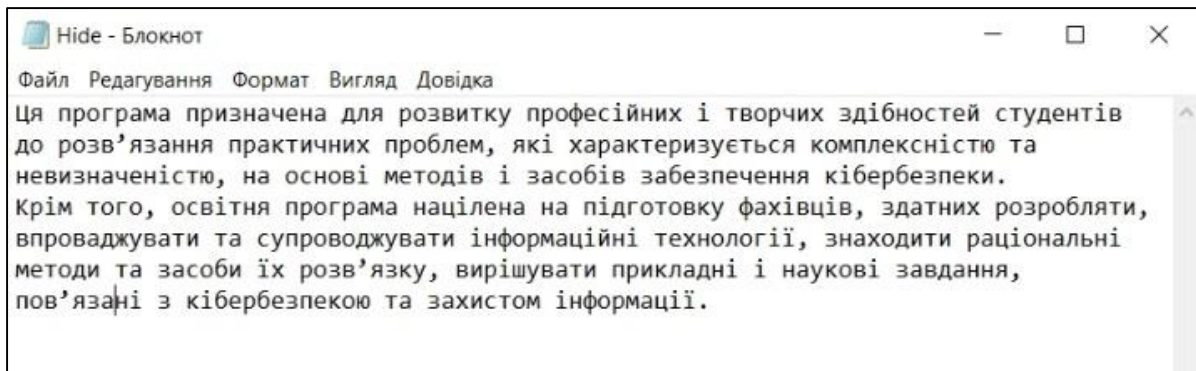 Hide - Блокнот
Файл Редагування Формат Вигляд Довідка
Ця програма призначена для розвитку професійних і творчих здібностей студентів
до розв’язання практичних проблем, які характеризується комплексністю та
невизначеністю, на основі методів і засобів забезпечення кібербезпеки.
Крім того, освітня програма націлена на підготовку фахівців, здатних розробляти,
впроваджувати та супроводжувати інформаційні технології, знаходити раціональні
методи та засоби їх розв’язку, вирішувати прикладні і наукові завдання,
пов’язані з кібербезпекою та захистом інформації.